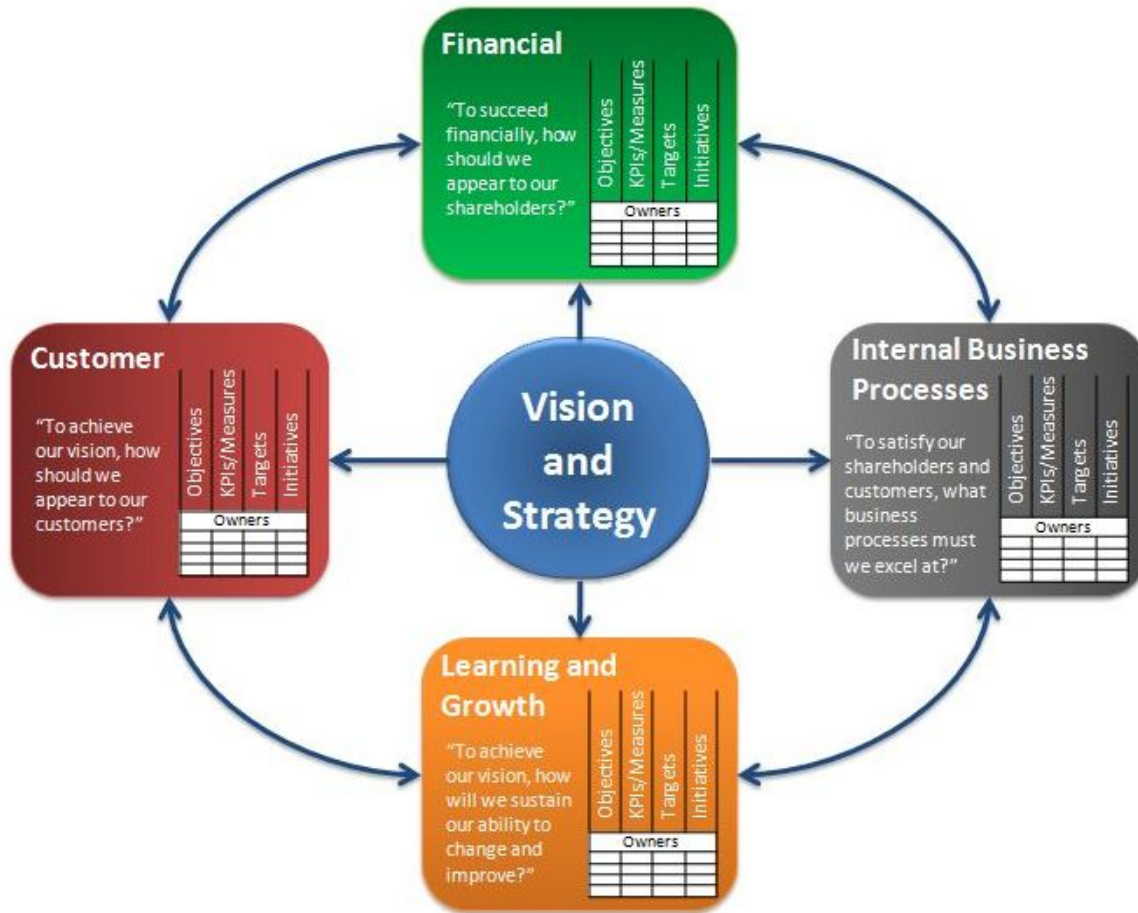 Financial
“To succeed
financially, how
should we
appear to our
shareholders?”
Objectives
KPIs/Measures
Targets
Initiatives
Owners
Customer
“To achieve
our vision, how
should we
appear to our
customers?”
Objectives
KPIs/Measures
Targets
Initiatives
Owners
Vision
and
Strategy
Internal Business
Processes
“To satisfy our
shareholders and
customers, what
business
processes must
we excel at?”
Objectives
KPIs/Measures
Targets
Initiatives
Owners
Learning and
Growth
“To achieve
our vision, how
will we sustain
our ability to
change and
improve?”
Objectives
KPIs/Measures
Targets
Initiatives
Owners